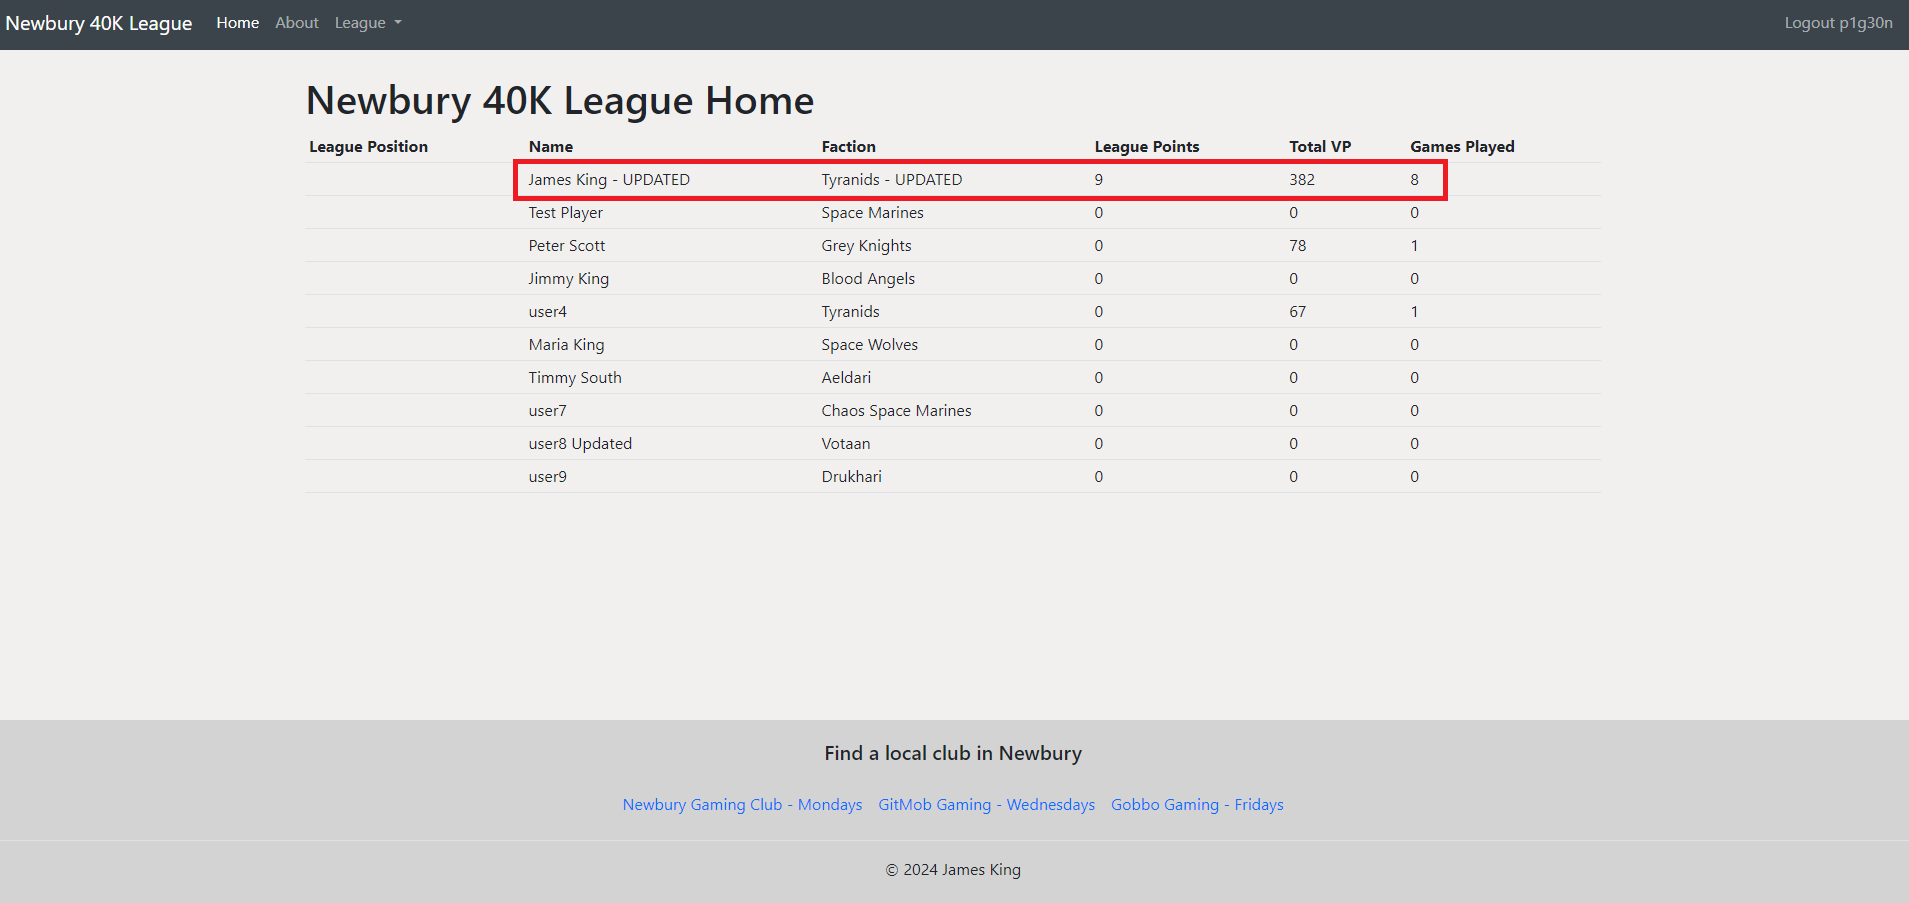 Newbury 40K League Home About League Logout p1g30n
Newbury 40K League Home
League Position Name Faction League Points Total VP Games Played
James King - UPDATED Tyranids - UPDATED 9 382 8
Test Player Space Marines 0 0 0
Peter Scott Grey Knights 0 78 1
Jimmy King Blood Angels 0 0 0
user4 Tyranids 0 67 1
Maria King Space Wolves 0 0 0
Timmy South Aeldari 0 0 0
user7 Chaos Space Marines 0 0 0
user8 Updated Votaan 0 0 0
user9 Drukhari 0 0 0
Find a local club in Newbury
Newbury Gaming Club - Mondays GitMob Gaming - Wednesdays Gobbo Gaming - Fridays
© 2024 James King